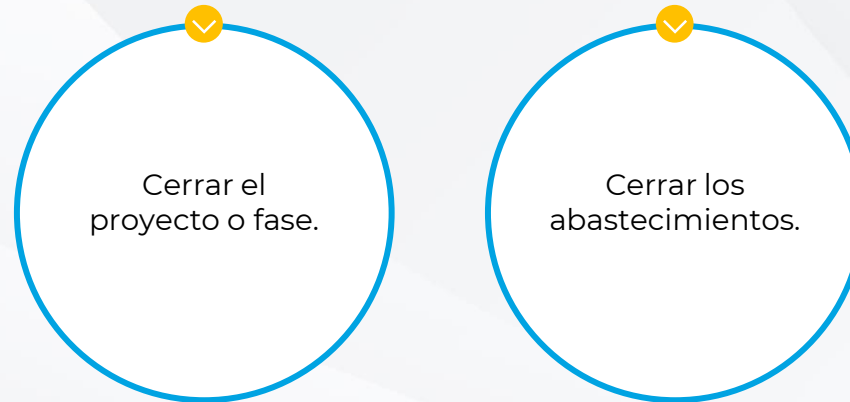 Cerrar el
proyecto o fase.
Cerrar los
abastecimientos.